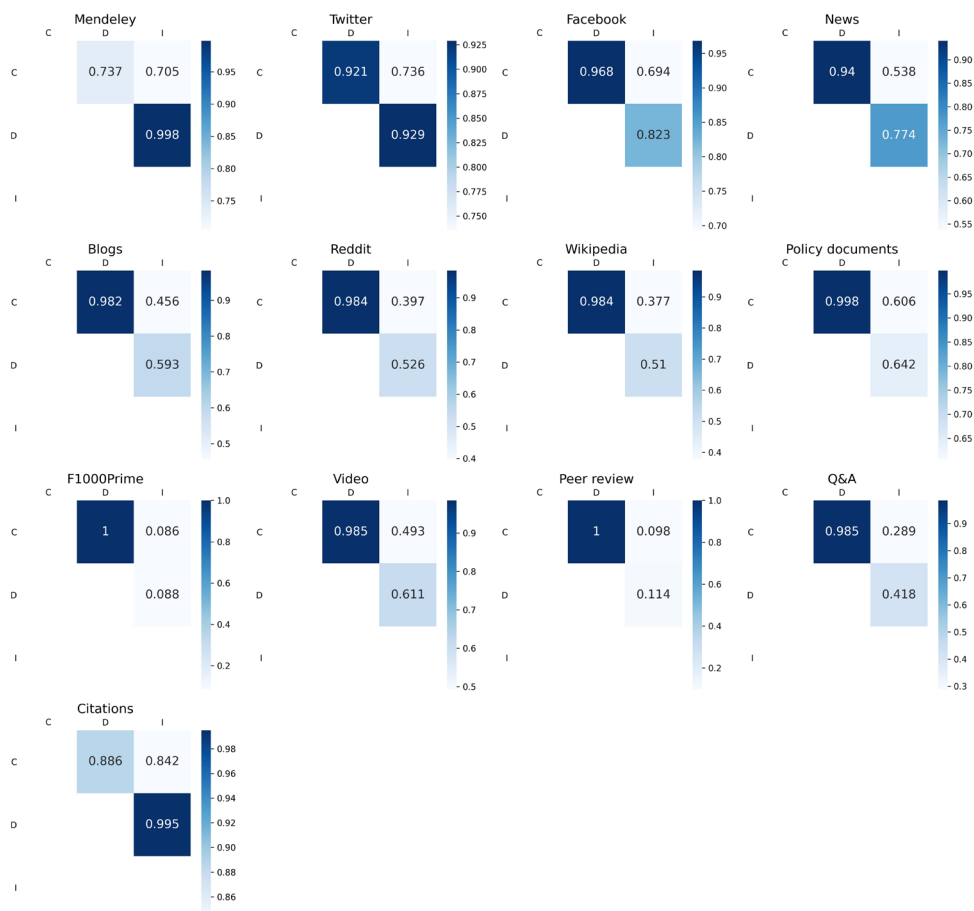 Mendeley Twitter Facebook News
C D I C D I C D I C D I
C 0.737 0.705 C 0.921 0.736 C 0.968 0.694 C 0.94 0.538
D 0.998 D 0.929 D 0.823 D 0.774
I I I I
0.95 0.90 0.85 0.80 0.75
0.925 0.900 0.875 0.850 0.825 0.800 0.775 0.750
0.95 0.90 0.85 0.80 0.75 0.70
0.90 0.85 0.80 0.75 0.70 0.65 0.60 0.55
Blogs Reddit Wikipedia Policy documents
C D I C D I C D I C D I
C 0.982 0.456 C 0.984 0.397 C 0.984 0.377 C 0.998 0.606
D 0.593 D 0.526 D 0.51 D 0.642
I I I I
0.9 0.8 0.7 0.6 0.5
0.9 0.8 0.7 0.6 0.5 0.4
0.9 0.8 0.7 0.6 0.5 0.4
0.95 0.90 0.85 0.80 0.75 0.70 0.65
F1000Prime Video Peer review Q&A
C D I C D I C D I C D I
C 1 0.086 C 0.985 0.493 C 1 0.098 C 0.985 0.289
D 0.088 D 0.611 D 0.114 D 0.418
I I I I
1.0 0.8 0.6 0.4 0.2
0.9 0.8 0.7 0.6 0.5
1.0 0.8 0.6 0.4 0.2
0.9 0.8 0.7 0.6 0.5 0.4 0.3
Citations
C D I
C 0.886 0.842
D 0.995
I
0.98 0.96 0.94 0.92 0.90 0.88 0.86